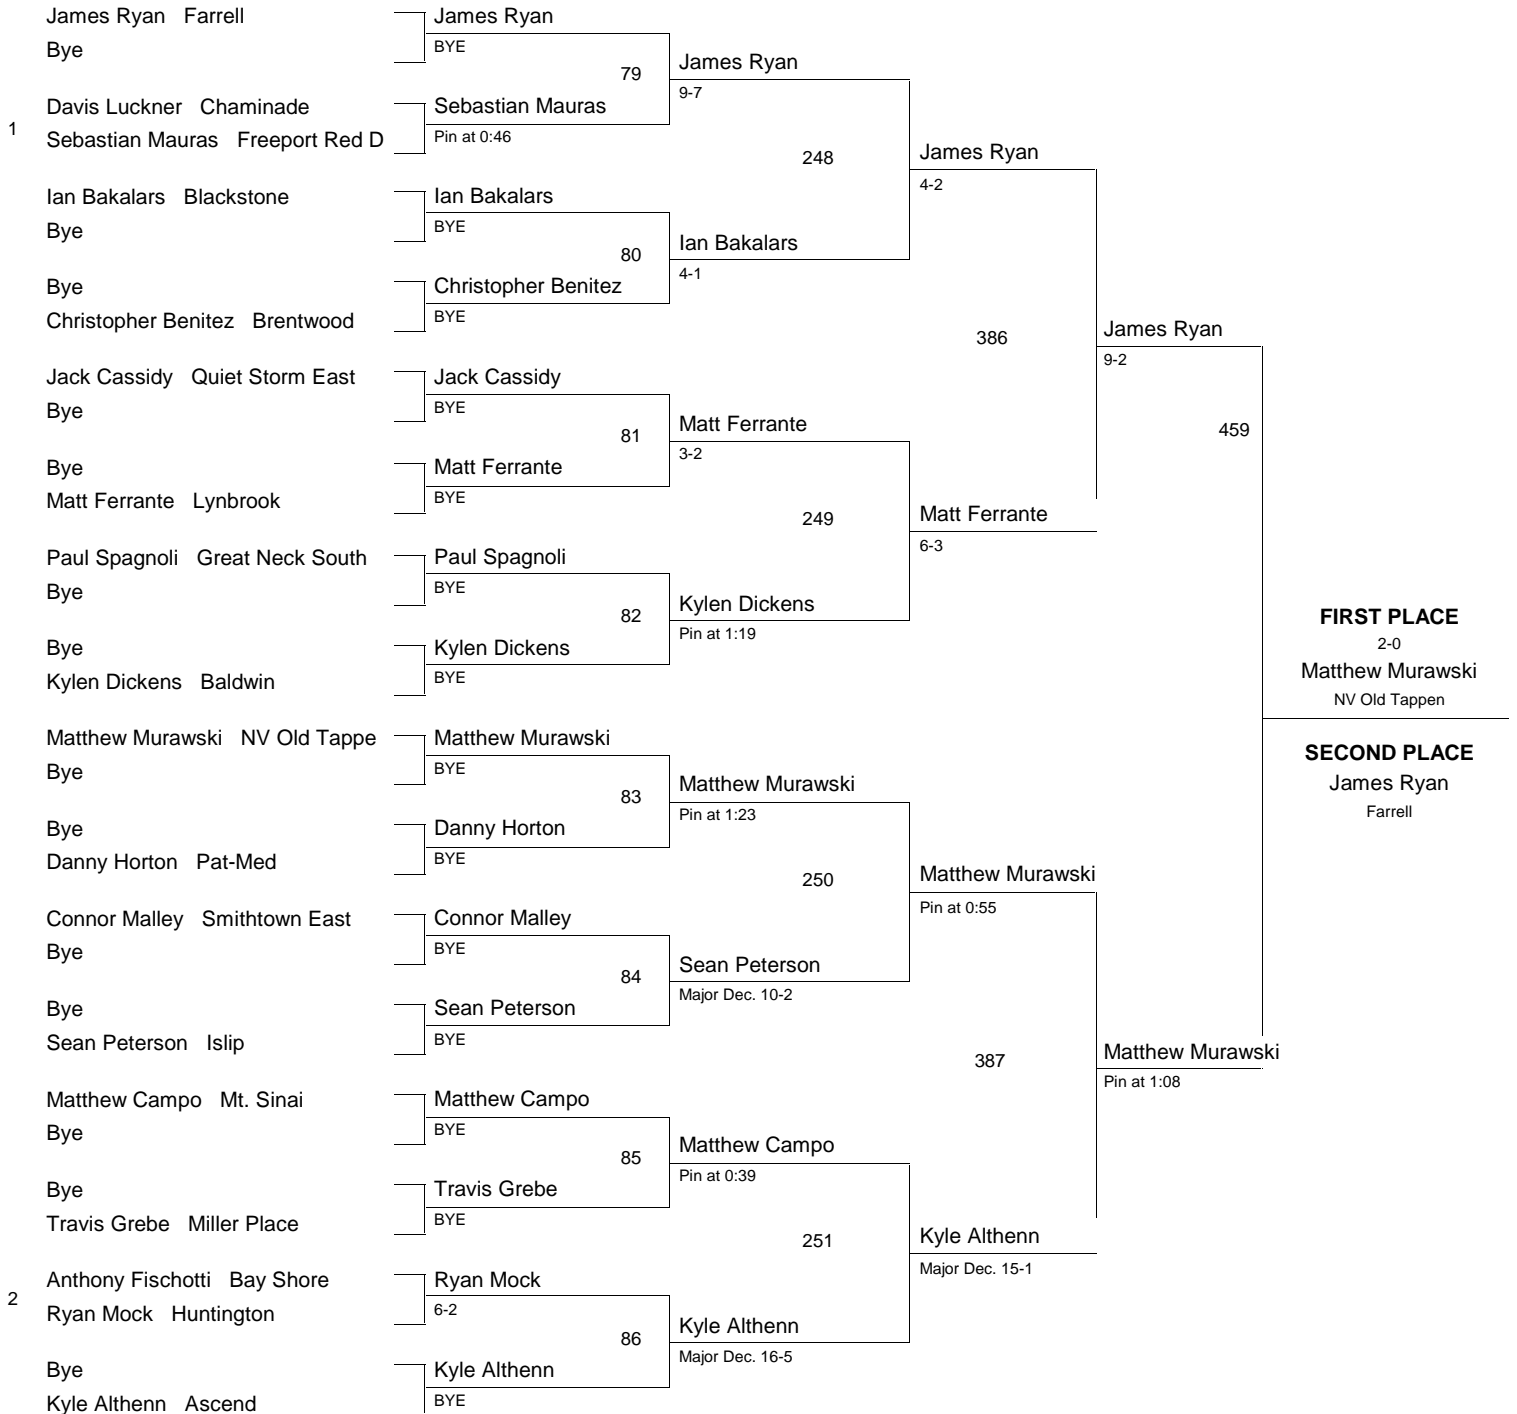 James Ryan Farrell
Bye
1
Davis Luckner Chaminade
Sebastian Mauras Freeport Red D
Ian Bakalars Blackstone
Bye
Bye
Christopher Benitez Brentwood
Jack Cassidy Quiet Storm East
Bye
Bye
Matt Ferrante Lynbrook
Paul Spagnoli Great Neck South
Bye
Bye
Kylen Dickens Baldwin
Matthew Murawski NV Old Tappe
Bye
Bye
Danny Horton Pat-Med
Connor Malley Smithtown East
Bye
Bye
Sean Peterson Islip
Matthew Campo Mt. Sinai
Bye
Bye
Travis Grebe Miller Place
2
Anthony Fischotti Bay Shore
Ryan Mock Huntington
Bye
Kyle Althenn Ascend
James Ryan
BYE
79
Sebastian Mauras
Pin at 0:46
Ian Bakalars
BYE
80
Christopher Benitez
BYE
Jack Cassidy
BYE
81
Matt Ferrante
BYE
Paul Spagnoli
BYE
82
Kylen Dickens
BYE
Matthew Murawski
BYE
83
Danny Horton
BYE
Connor Malley
BYE
84
Sean Peterson
BYE
Matthew Campo
BYE
85
Travis Grebe
BYE
Ryan Mock
6-2
86
Kyle Althenn
BYE
James Ryan
9-7
248
Ian Bakalars
4-1
Matt Ferrante
3-2
249
Kylen Dickens
Pin at 1:19
Matthew Murawski
Pin at 1:23
250
Sean Peterson
Major Dec. 10-2
Matthew Campo
Pin at 0:39
251
Kyle Althenn
Major Dec. 16-5
James Ryan
4-2
386
Matt Ferrante
6-3
Matthew Murawski
Pin at 0:55
387
Kyle Althenn
Major Dec. 15-1
James Ryan
9-2
459
Matthew Murawski
Pin at 1:08
FIRST PLACE
2-0
Matthew Murawski
NV Old Tappen
SECOND PLACE
James Ryan
Farrell